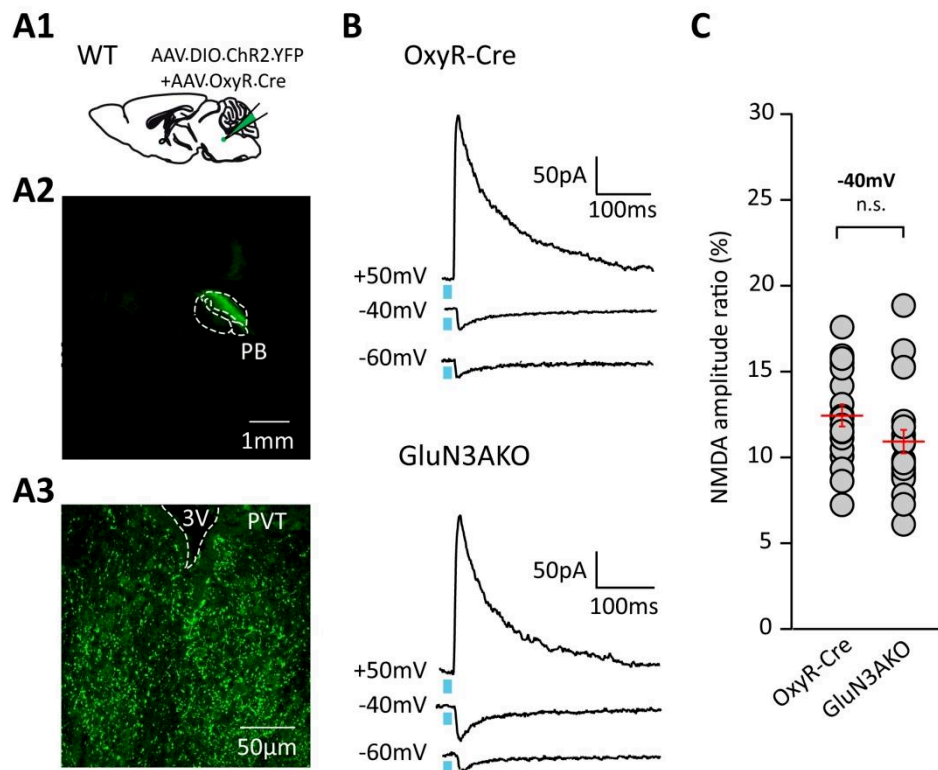 A1
WT
AAV.DIO.ChR2.YFP
+AAV.OxyR.Cre
A2
PB
1mm
A3
3V
PVT
50μm
B
OxyR-Cre
50pA
100ms
+50mV
-40mV
-60mV
GluN3AKO
50pA
100ms
+50mV
-40mV
-60mV
C
NMDA amplitude ratio (%)
30
25
20
15
10
5
0
-40mV
n.s.
OxyR-Cre
GluN3AKO